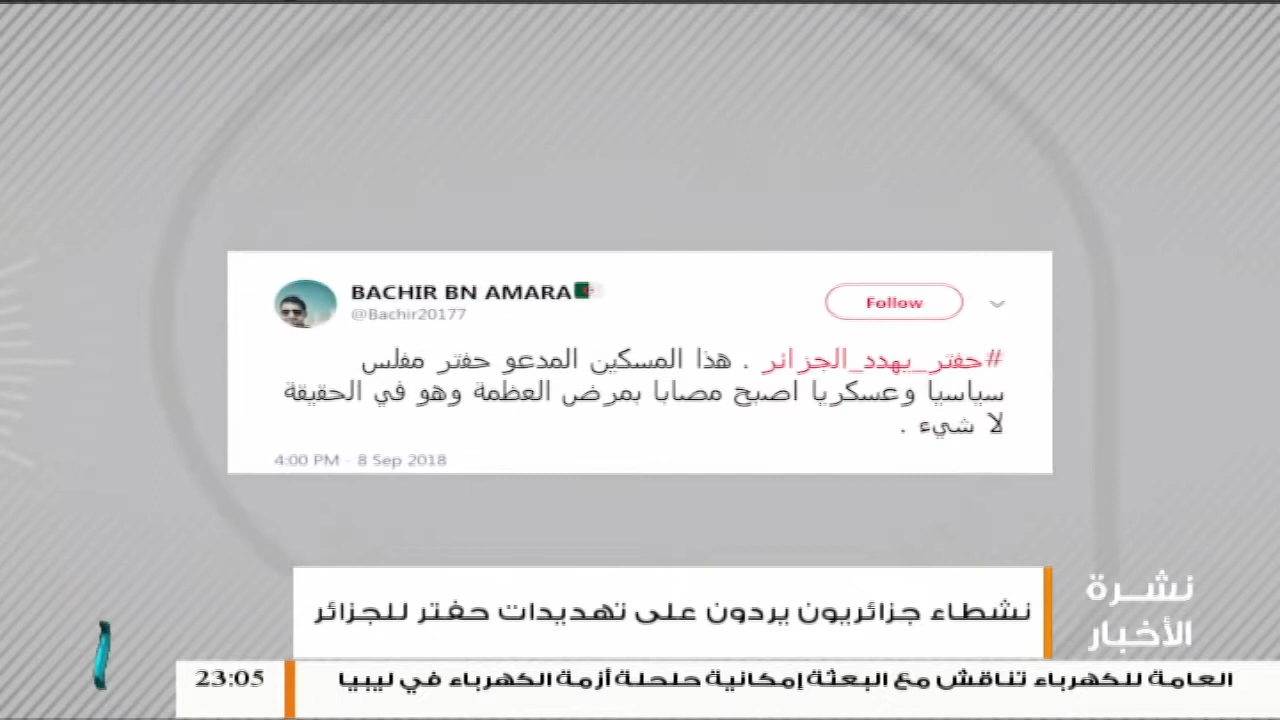 BACHIR BN AMARA
@Bachir20177
Follow
#حفتر_يهدد_الجزائر . هذا المسكين المدعو حفتر مفلس
سياسيا وعسكريا اصبح مصابا بمرض العظمة وهو في الحقيقة
لا شيء .
4:00 PM - 8 Sep 2018
نشرة
الأخبار
نشطاء جزائريون يردون على تهديدات حفتر للجزائر
العامة للكهرباء تناقش مع البعثة إمكانية حلحلة أزمة الكهرباء في ليبيا
23:05